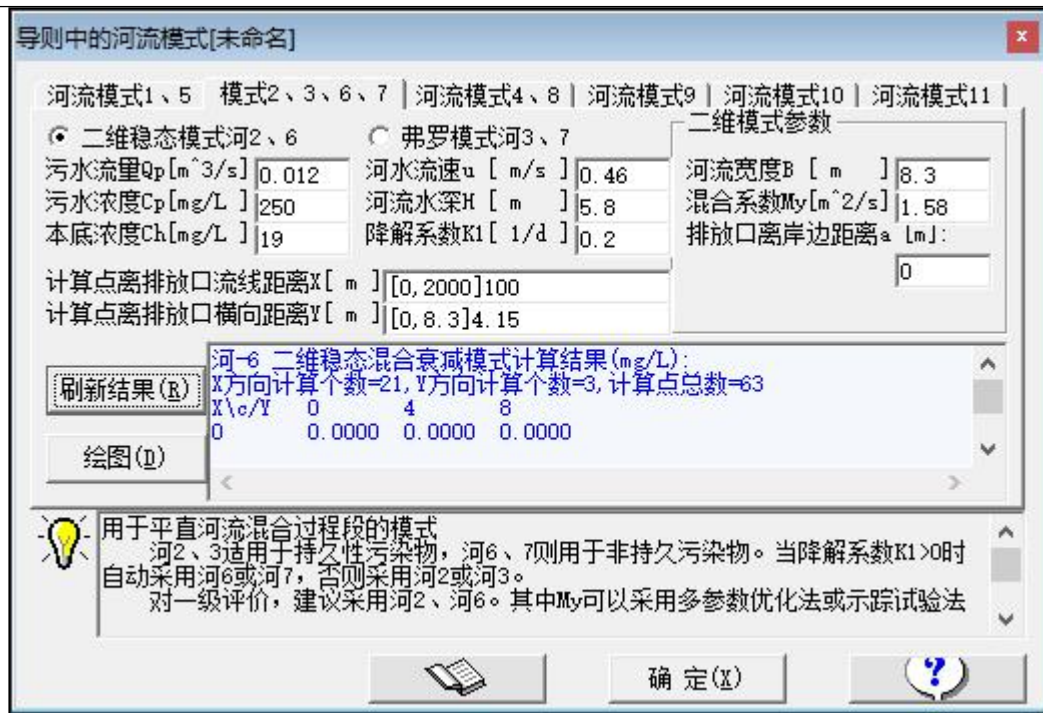 导则中的河流模式[未命名]
x
河流模式1、5 模式2、3、6、7 河流模式4、8 河流模式9 河流模式10 河流模式11
二维稳态模式河2、6 弗罗模式河3、7 二维模式参数
污水流量Qp[m^3/s] 0.012 河水流速u [ m/s ] 0.46 河流宽度B [ m ] 8.3
污水浓度Cp[mg/L ] 250 河流水深H [ m ] 5.8 混合系数My[m^2/s] 1.58
本底浓度Ch[mg/L ] 19 降解系数K1[ 1/d ] 0.2 排放口离岸边距离a [m]:
0
计算点离排放口流线距离X[ m ] [0,2000]100
计算点离排放口横向距离Y[ m ] [0,8.3]4.15
刷新结果(R)
绘图(D)
河-6 二维稳态混合衰减模式计算结果(mg/L):
X方向计算个数=21,Y方向计算个数=3,计算点总数=63
X\c/Y 0 4 8
0 0.0000 0.0000 0.0000
用于平直河流混合过程段的模式
河2、3适用于持久性污染物，河6、7则用于非持久污染物。当降解系数K1>0时
自动采用河6或河7，否则采用河2或河3。
对一级评价，建议采用河2、河6。其中My可以采用多参数优化法或示踪试验法
确 定(X)
?